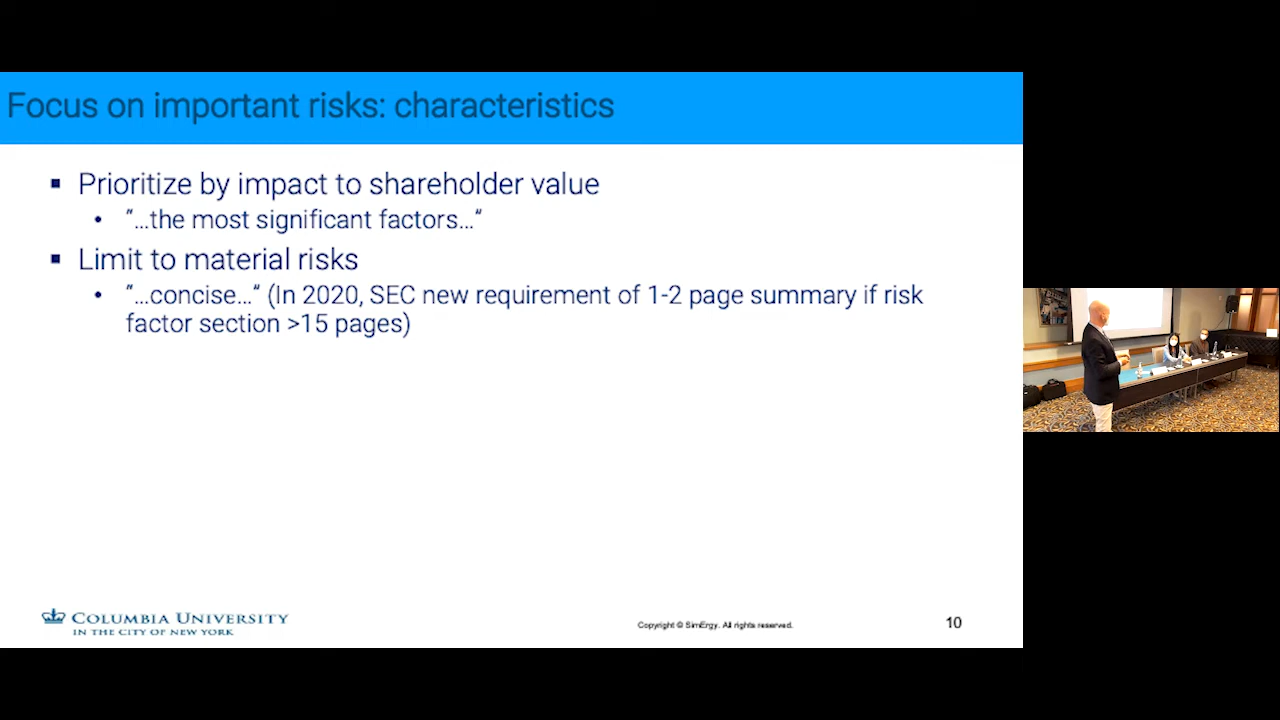 Focus on important risks: characteristics
▪ Prioritize by impact to shareholder value
• "…the most significant factors…"
▪ Limit to material risks
• "…concise…" (In 2020, SEC new requirement of 1-2 page summary if risk
factor section >15 pages)
COLUMBIA UNIVERSITY
IN THE CITY OF NEW YORK
Copyright © SimErgy. All rights reserved.
10